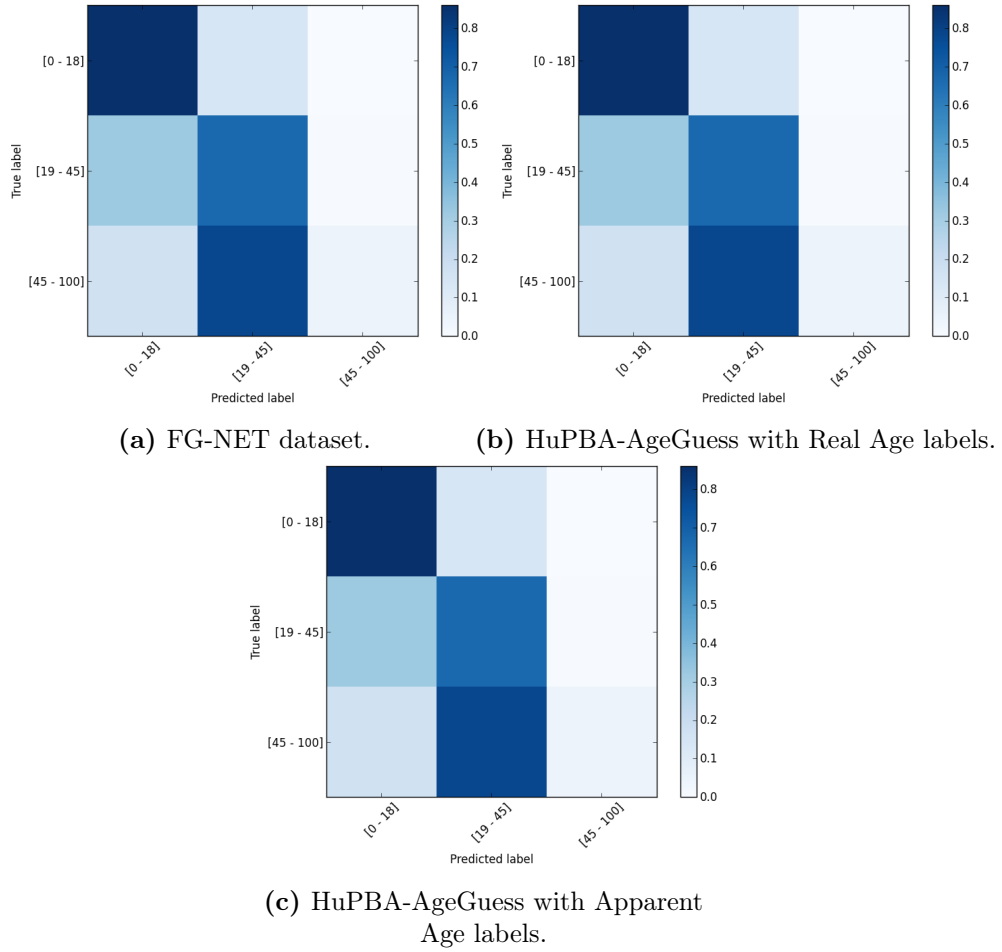 [0 - 18]
[19 - 45]
[45 - 100]
True label
[0 - 18]
[19 - 45]
[45 - 100]
Predicted label
0.8
0.7
0.6
0.5
0.4
0.3
0.2
0.1
0.0
(a) FG-NET dataset.
[0 - 18]
[19 - 45]
[45 - 100]
True label
[0 - 18]
[19 - 45]
[45 - 100]
Predicted label
0.8
0.7
0.6
0.5
0.4
0.3
0.2
0.1
0.0
(b) HuPBA-AgeGuess with Real Age labels.
[0 - 18]
[19 - 45]
[45 - 100]
True label
[0 - 18]
[19 - 45]
[45 - 100]
Predicted label
0.8
0.7
0.6
0.5
0.4
0.3
0.2
0.1
0.0
(c) HuPBA-AgeGuess with Apparent
Age labels.